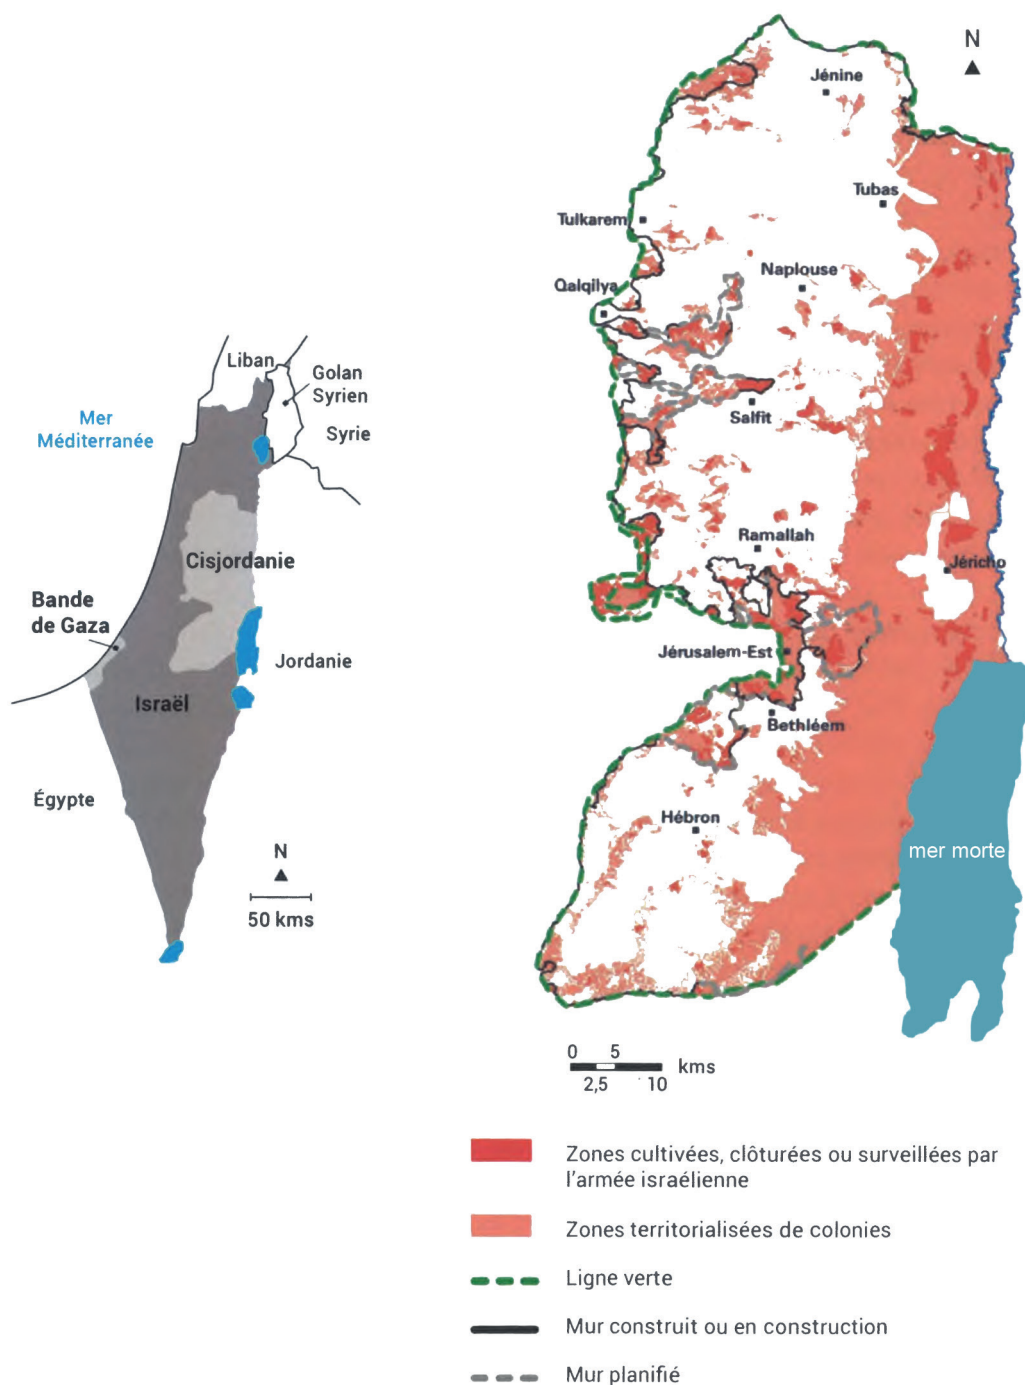 Liban
Golan
Syrien
Mer
Méditerranée
Syrie
Cisjordanie
Bande
de Gaza
Jordanie
Israël
Égypte
N
50 kms
N
Jénine
Tubas
Tulkarem
Naplouse
Qalqilya
Salfit
Ramallah
Jéricho
Jérusalem-Est
Bethléem
Hébron
mer morte
0 5
kms
2,5 10
Zones cultivées, clôturées ou surveillées par
l'armée israélienne
Zones territorialisées de colonies
Ligne verte
Mur construit ou en construction
Mur planifié